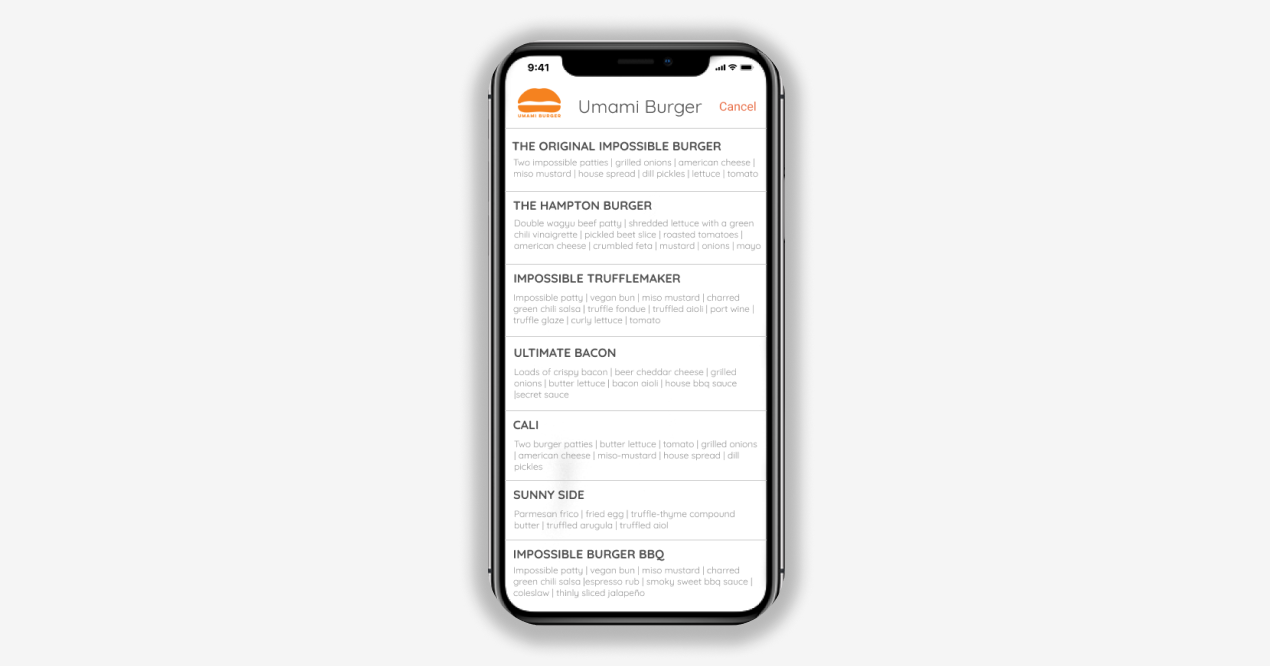 9:41
UMAMI BURGER
Umami Burger
Cancel
THE ORIGINAL IMPOSSIBLE BURGER
Two impossible patties | grilled onions | american cheese |
miso mustard | house spread | dill pickles | lettuce | tomato
THE HAMPTON BURGER
Double wagyu beef patty | shredded lettuce with a green
chili vinaigrette | pickled beet slice | roasted tomatoes |
american cheese | crumbled feta | mustard | onions | mayo
IMPOSSIBLE TRUFFLEMAKER
Impossible patty | vegan bun | miso mustard | charred
green chili salsa | truffle fondue | truffled aioli | port wine |
truffle glaze | curly lettuce | tomato
ULTIMATE BACON
Loads of crispy bacon | beer cheddar cheese | grilled
onions | butter lettuce | bacon aioli | house bbq sauce
|secret sauce
CALI
Two burger patties | butter lettuce | tomato | grilled onions
| american cheese | miso-mustard | house spread | dill
pickles
SUNNY SIDE
Parmesan frico | fried egg | truffle-thyme compound
butter | truffled arugula | truffled aiol
IMPOSSIBLE BURGER BBQ
Impossible patty | vegan bun | miso mustard | charred
green chili salsa |espresso rub | smoky sweet bbq sauce |
coleslaw | thinly sliced jalapeño